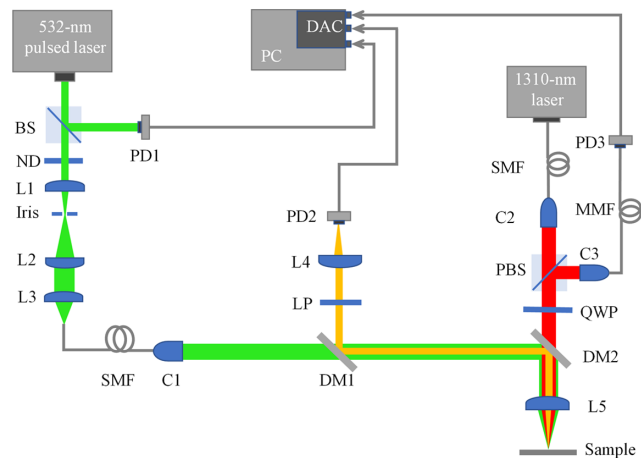 532-nm
pulsed laser
DAC
PC
1310-nm
laser
BS
PD1
PD3
ND
SMF
L1
Iris
PD2
C2
MMF
L2
L4
C3
PBS
L3
LP
QWP
SMF
C1
DM1
DM2
L5
Sample